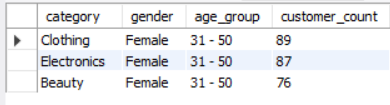 category gender age_group customer_count
Clothing Female 31 - 50 89
Electronics Female 31 - 50 87
Beauty Female 31 - 50 76